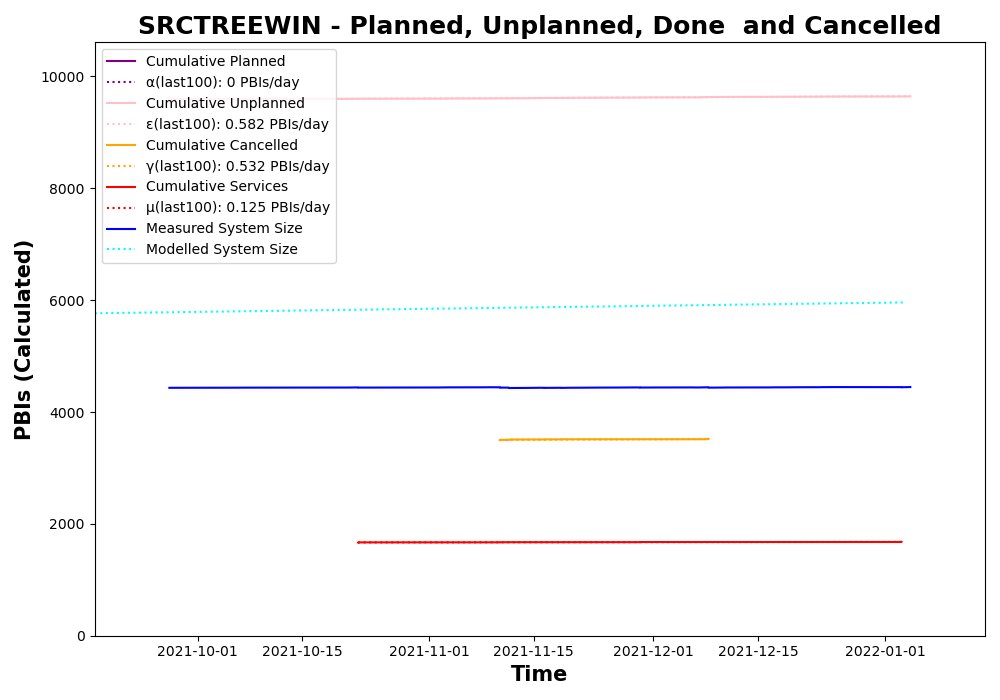 SRCTREEWIN - Planned, Unplanned, Done  and Cancelled
Cumulative Planned
α(last100): 0 PBIs/day
Cumulative Unplanned
ε(last100): 0.582 PBIs/day
Cumulative Cancelled
γ(last100): 0.532 PBIs/day
Cumulative Services
μ(last100): 0.125 PBIs/day
Measured System Size
Modelled System Size
10000
8000
6000
4000
2000
0
PBIs (Calculated)
2021-10-01 2021-10-15 2021-11-01 2021-11-15 2021-12-01 2021-12-15 2022-01-01
Time